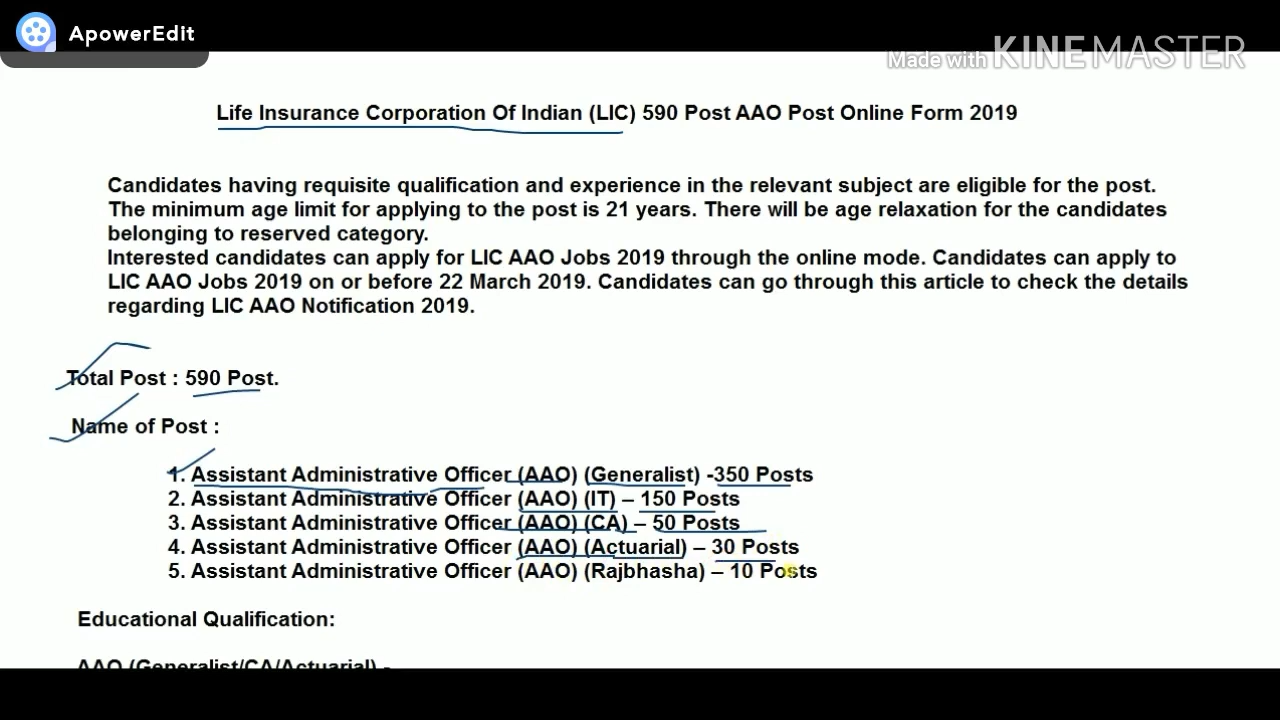 ApowerEdit
Made with KINEMASTER
Life Insurance Corporation Of Indian (LIC) 590 Post AAO Post Online Form 2019
Candidates having requisite qualification and experience in the relevant subject are eligible for the post.
The minimum age limit for applying to the post is 21 years. There will be age relaxation for the candidates
belonging to reserved category.
Interested candidates can apply for LIC AAO Jobs 2019 through the online mode. Candidates can apply to
LIC AAO Jobs 2019 on or before 22 March 2019. Candidates can go through this article to check the details
regarding LIC AAO Notification 2019.
Total Post : 590 Post.
Name of Post :
1. Assistant Administrative Officer (AAO) (Generalist) -350 Posts
2. Assistant Administrative Officer (AAO) (IT) – 150 Posts
3. Assistant Administrative Officer (AAO) (CA) – 50 Posts
4. Assistant Administrative Officer (AAO) (Actuarial) – 30 Posts
5. Assistant Administrative Officer (AAO) (Rajbhasha) – 10 Posts
Educational Qualification:
AAO (Generalist/CA/Actuarial) -